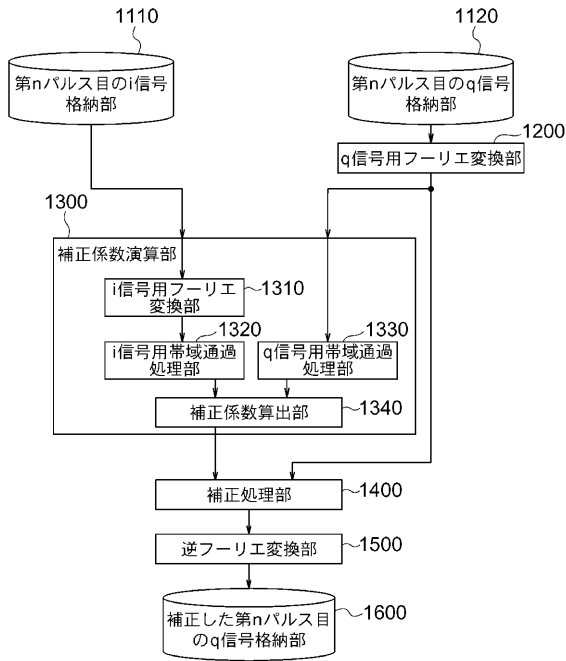 1110
第nパルス目のi信号
格納部
1120
第nパルス目のq信号
格納部
1200
q信号用フーリエ変換部
1300
補正係数演算部
i信号用フーリエ
変換部
1310
1320
i信号用帯域通過
処理部
1330
q信号用帯域通過
処理部
補正係数算出部
1340
補正処理部
1400
逆フーリエ変換部
1500
補正した第nパルス目
のq信号格納部
1600